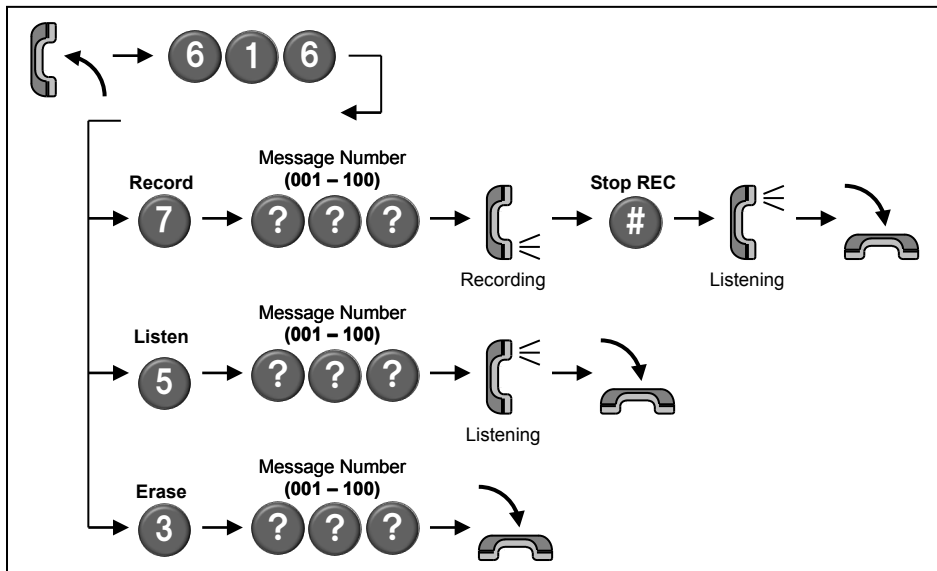 6 1 6
Message Number
(001 – 100)
Record
Stop REC
7 ? ? ? #
Recording
Listening
Message Number
(001 – 100)
Listen
5 ? ? ?
Listening
Message Number
(001 – 100)
Erase
3 ? ? ?